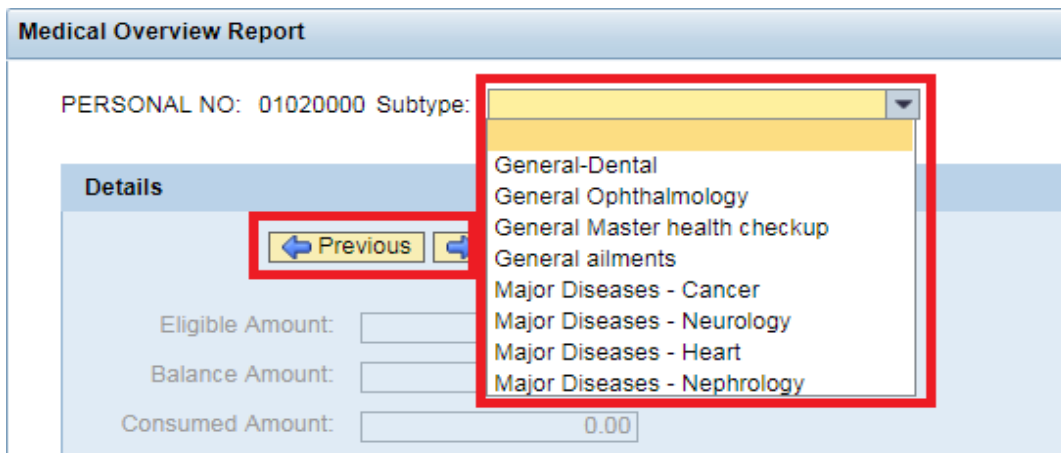 Medical Overview Report
PERSONAL NO: 01020000 Subtype:
General-Dental
General Ophthalmology
General Master health checkup
General ailments
Major Diseases - Cancer
Major Diseases - Neurology
Major Diseases - Heart
Major Diseases - Nephrology
Details
Previous
Eligible Amount:
Balance Amount:
Consumed Amount: 0.00